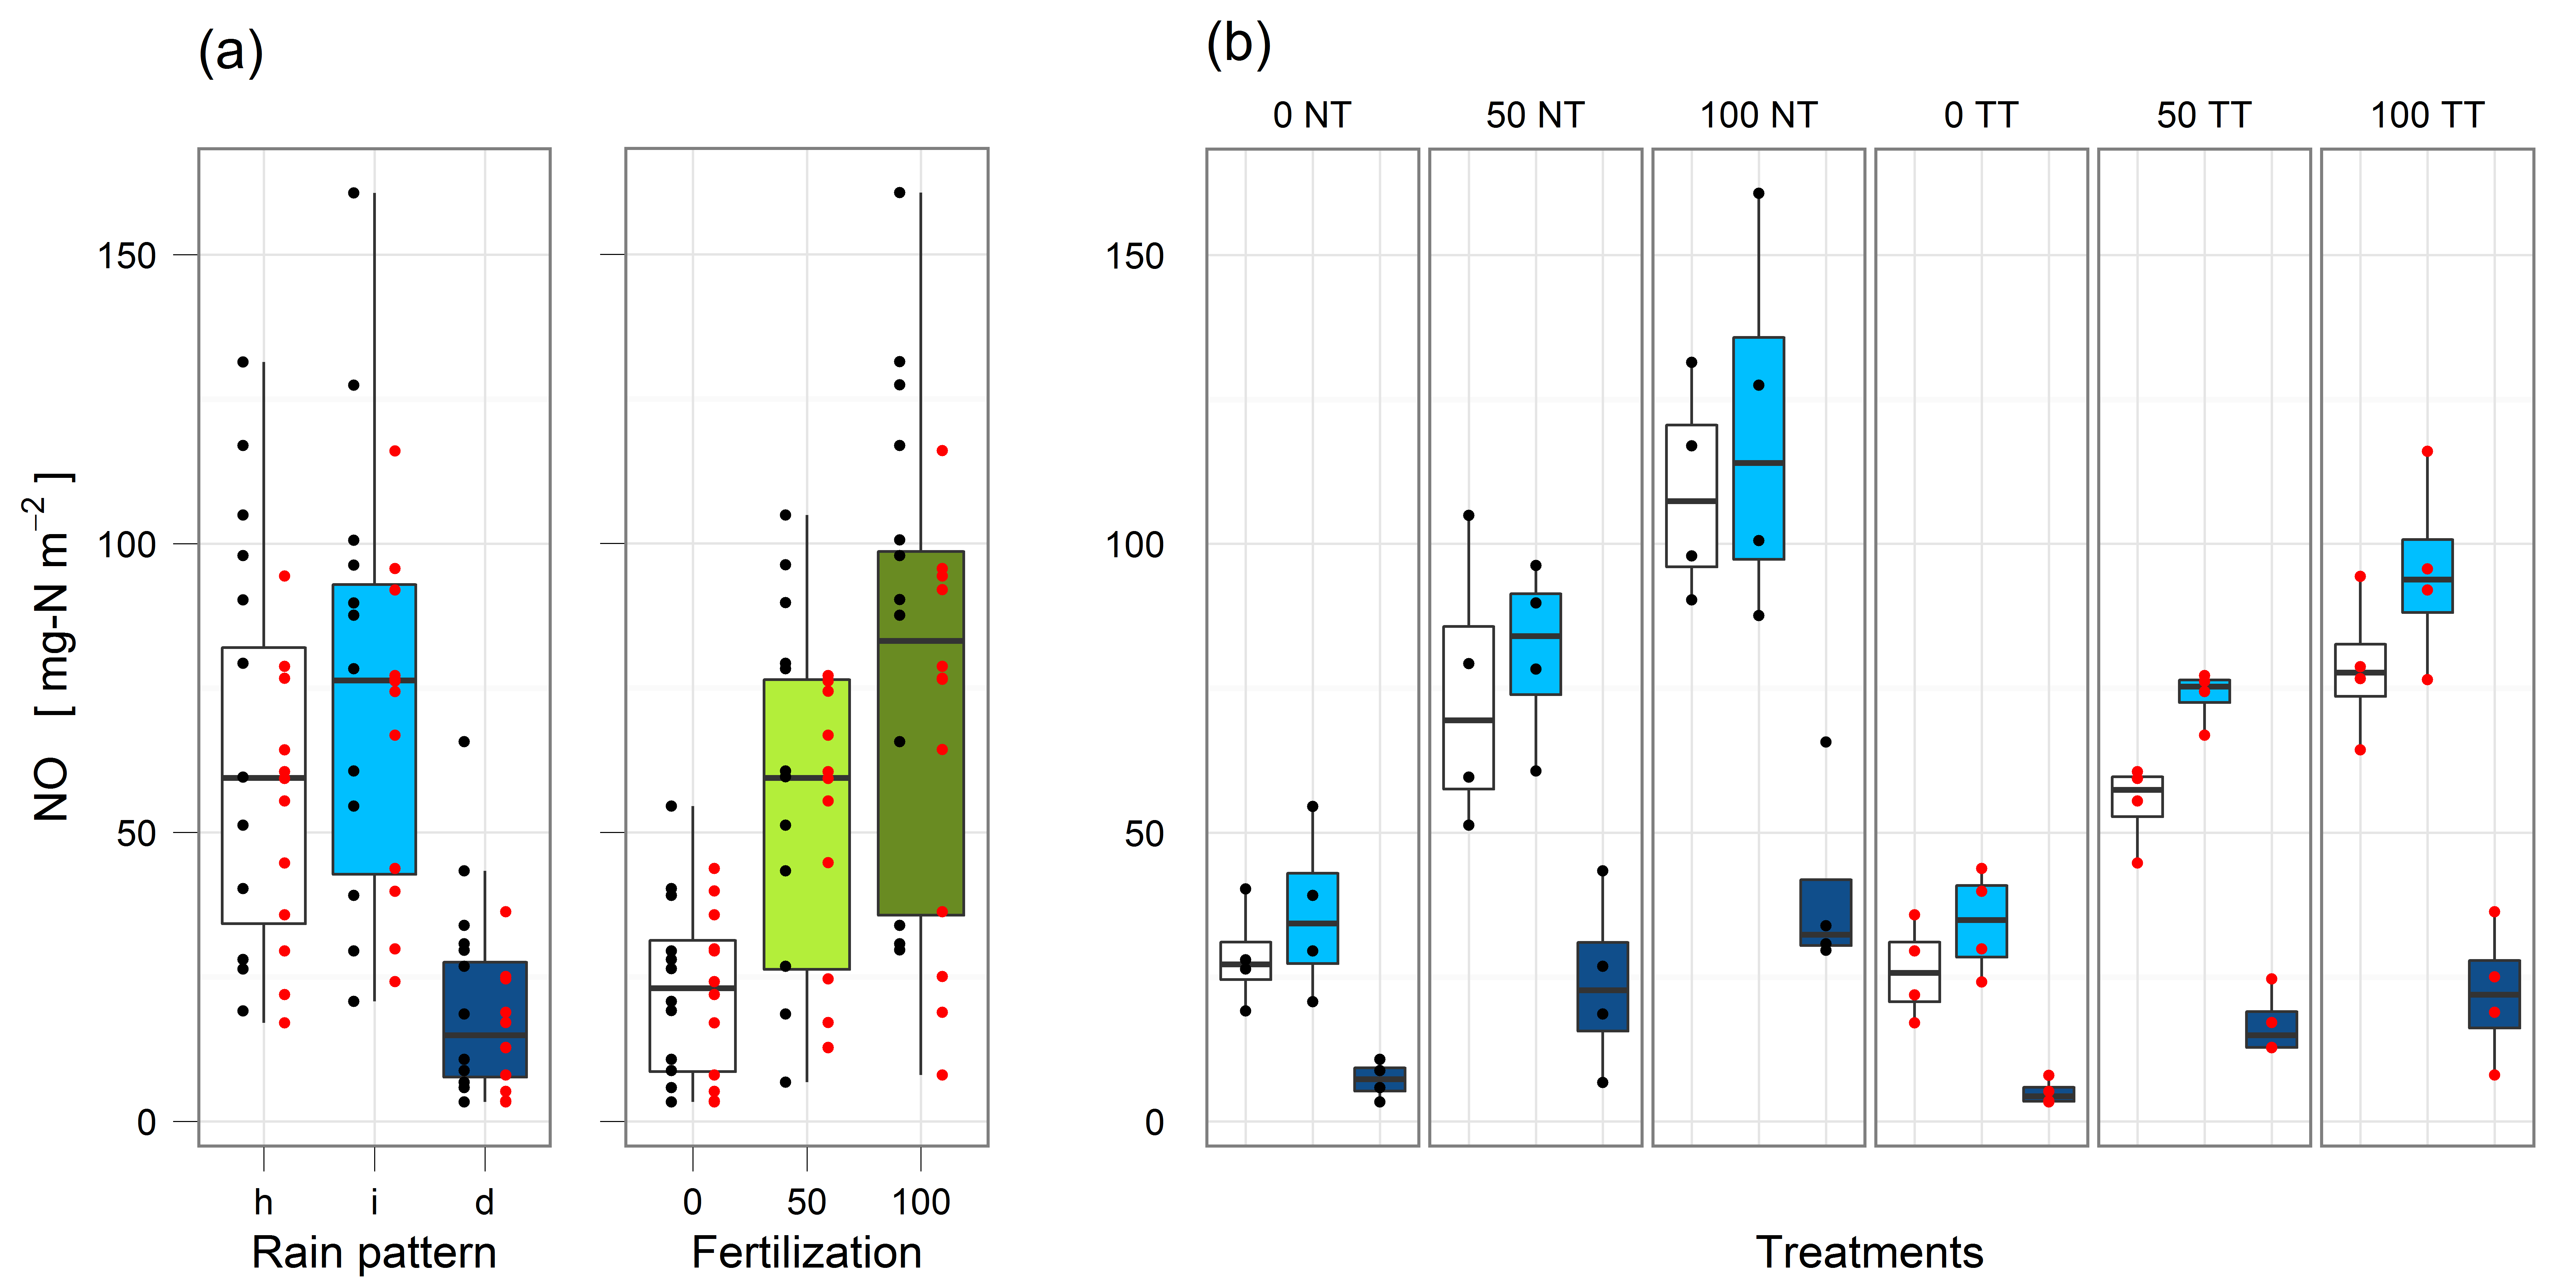 (a)
(b)
0 NT 50 NT 100 NT 0 TT 50 TT 100 TT
NO [ mg-N m⁻² ]
150
100
50
0
150
100
50
0
h i d
0 50 100
Rain pattern
Fertilization
Treatments